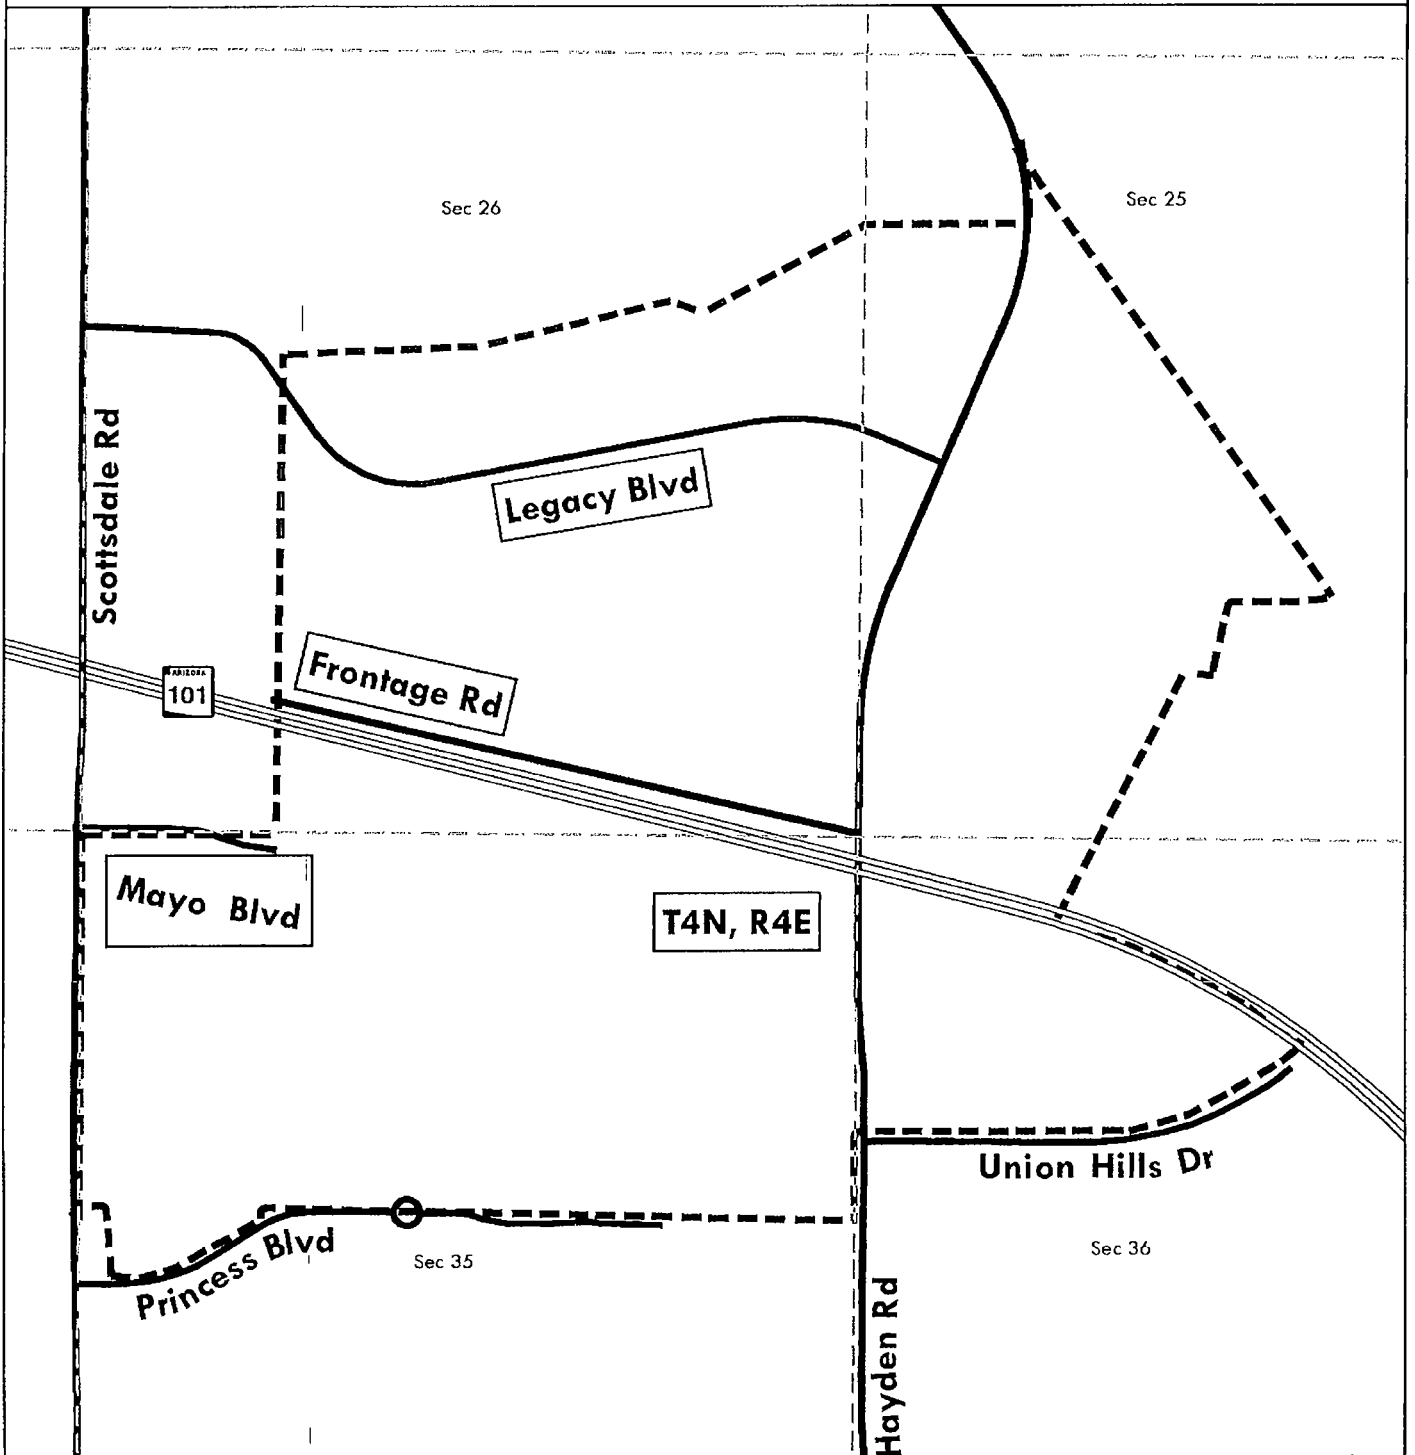 Sec 26
Sec 25
Scottsdale Rd
Legacy Blvd
Frontage Rd
ARIZONA
101
Mayo Blvd
T4N, R4E
Union Hills Dr
Princess Blvd
Sec 35
Sec 36
Hayden Rd